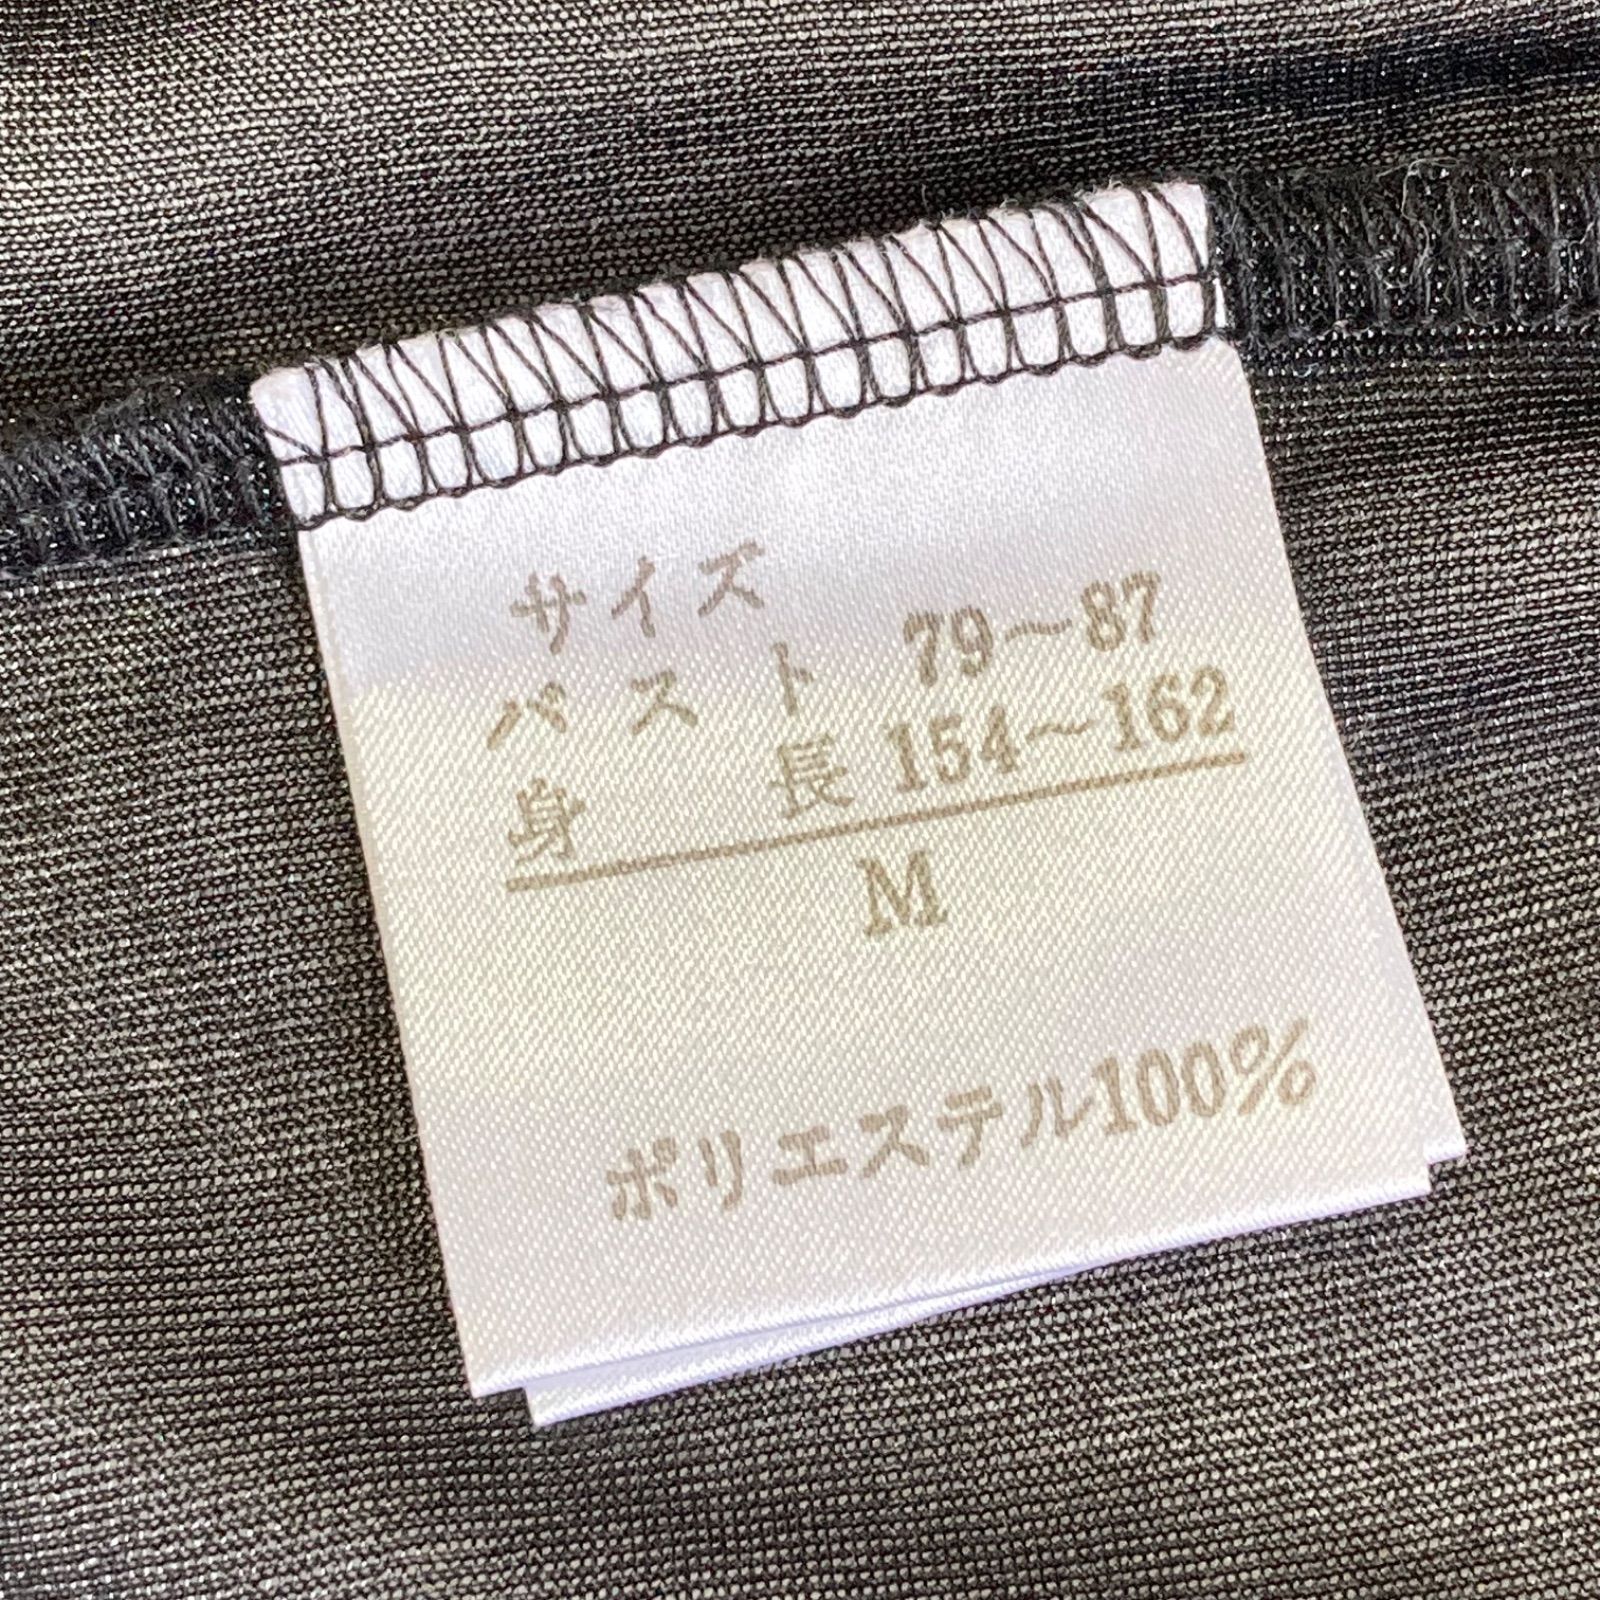 サイズ
バスト 79〜87
身長 154〜162
M
ポリエステル100%